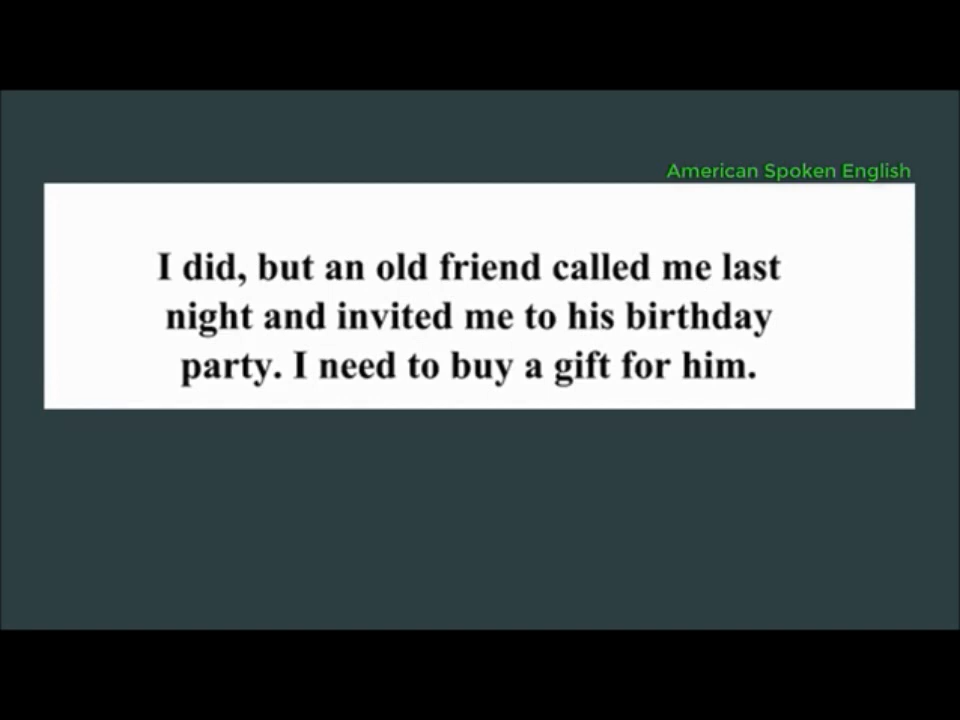 American Spoken English
I did, but an old friend called me last
night and invited me to his birthday
party. I need to buy a gift for him.